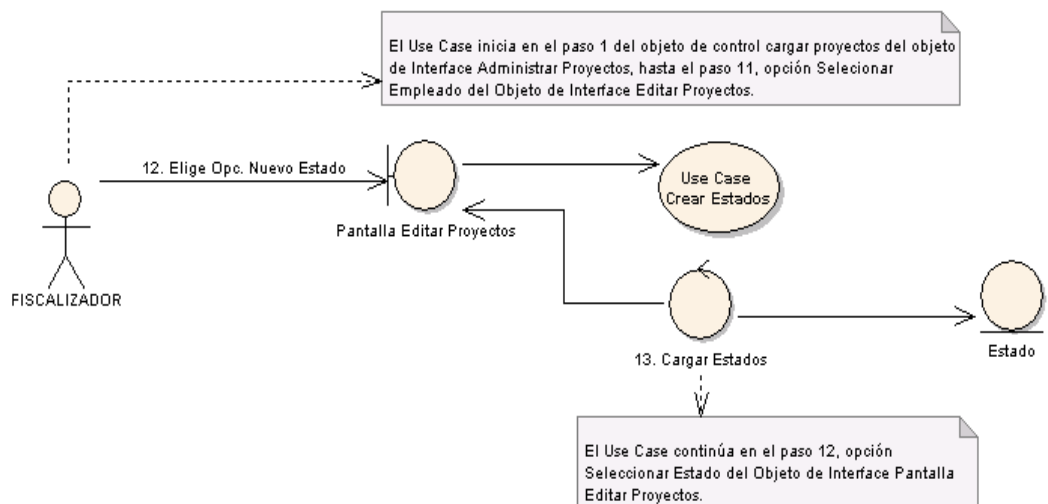 El Use Case inicia en el paso 1 del objeto de control cargar proyectos del objeto
de Interface Administrar Proyectos, hasta el paso 11, opción Selecionar
Empleado del Objeto de Interface Editar Proyectos.
12. Elige Opc. Nuevo Estado
Use Case
Crear Estados
Pantalla Editar Proyectos
FISCALIZADOR
13. Cargar Estados
Estado
El Use Case continúa en el paso 12, opción
Seleccionar Estado del Objeto de Interface Pantalla
Editar Proyectos.